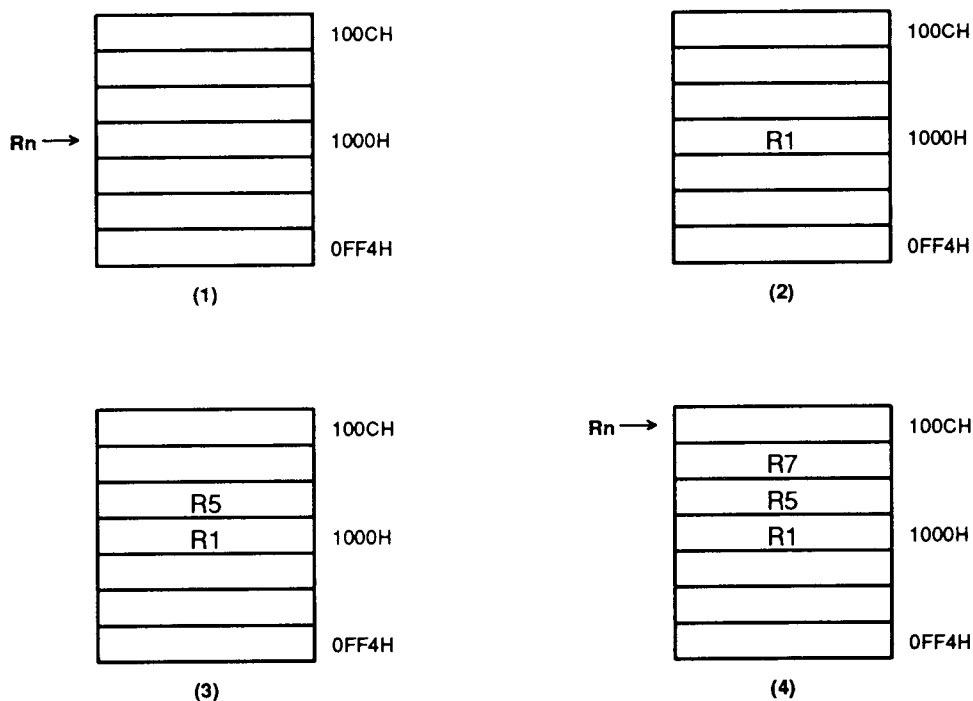 100CH
Rn → 1000H
0FF4H
(1)
100CH
R1 1000H
0FF4H
(2)
100CH
R5
R1 1000H
0FF4H
(3)
Rn → 100CH
R7
R5
R1 1000H
0FF4H
(4)